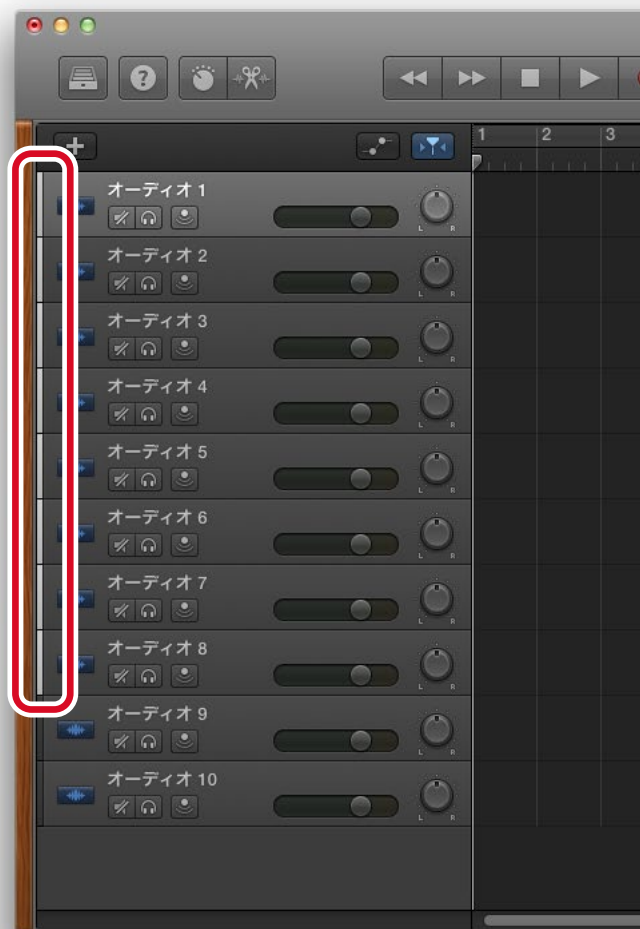 ?
1 2 3
オーディオ 1
L R
オーディオ 2
L R
オーディオ 3
L R
オーディオ 4
L R
オーディオ 5
L R
オーディオ 6
L R
オーディオ 7
L R
オーディオ 8
L R
オーディオ 9
L R
オーディオ 10
L R